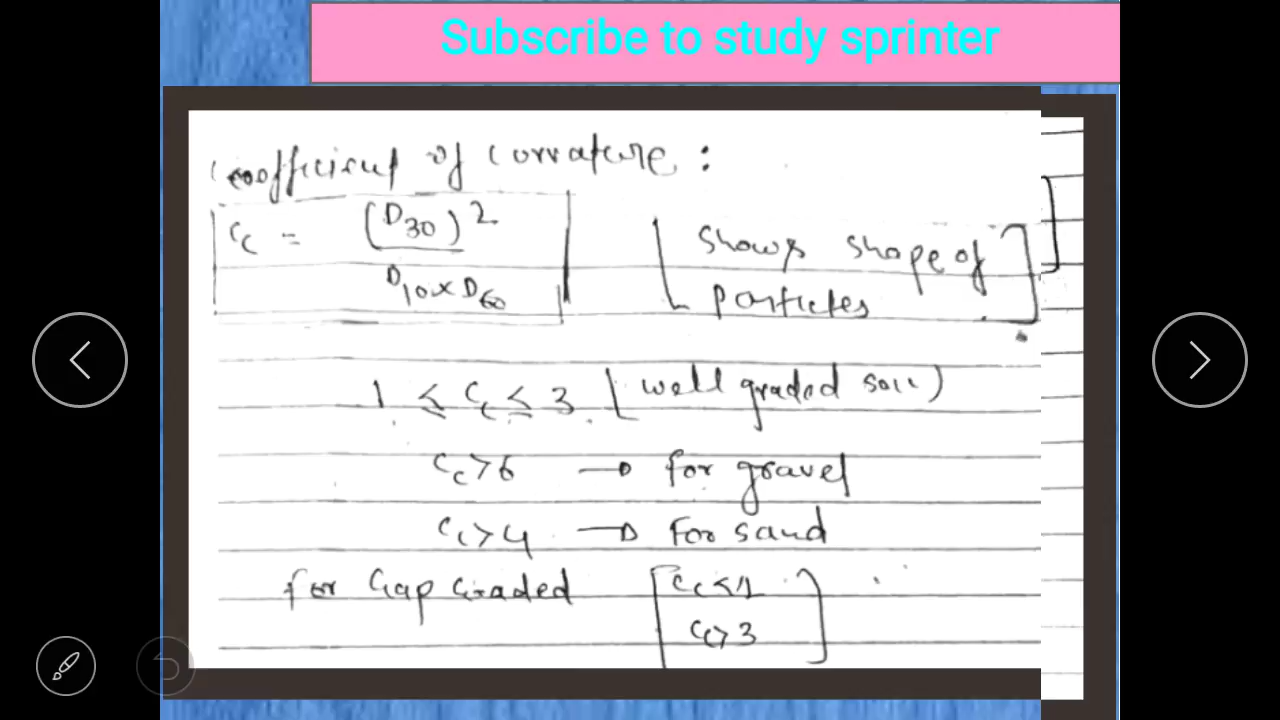 Subscribe to study sprinter
Coefficient of Curvature :
Cc = (D30)2 / D10 x D60
[ Shows shape of particles ]
1 ≤ Cc ≤ 3 [ well graded soil )
Cc > 6 → for gravel
Cc > 4 → For sand
for Gap Graded [ Cc < 1
Cc > 3 ]